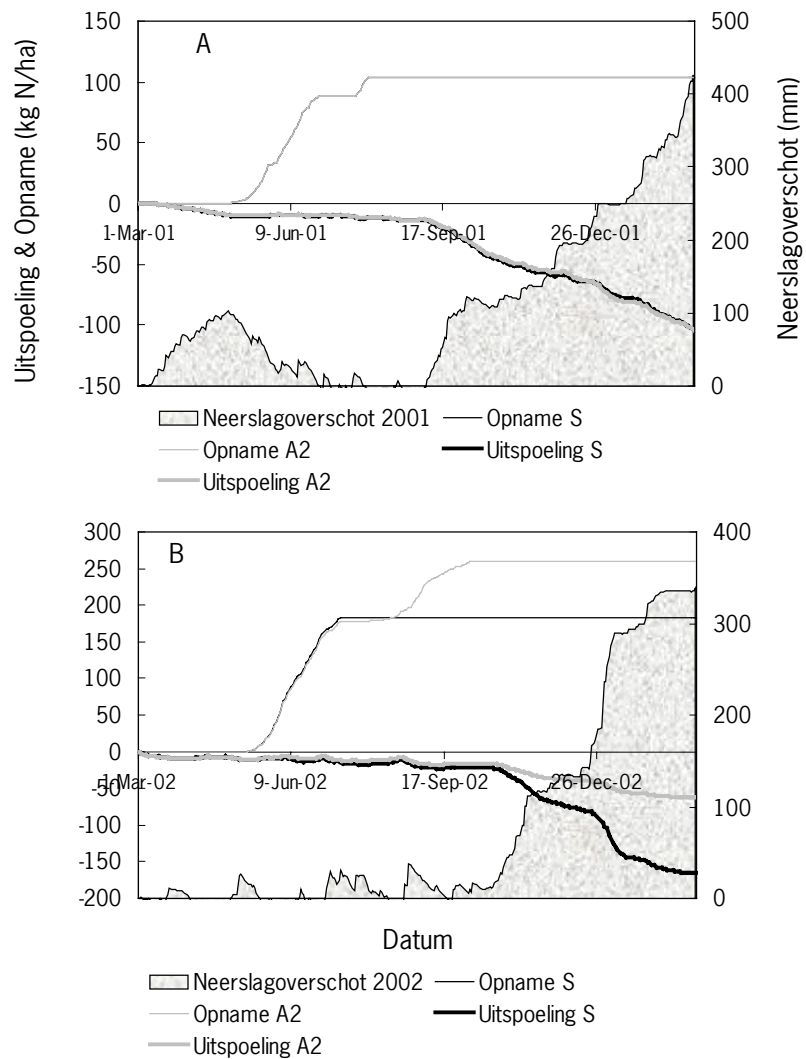 A
Uitspoeling & Opname (kg N/ha)
150
100
50
0
-50
-100
-150
1-Mar-01
9-Jun-01
17-Sep-01
26-Dec-01
500
400
300
200
100
0
Neerslagoverschot (mm)
Neerslagoverschot 2001
Opname S
Opname A2
Uitspoeling S
Uitspoeling A2
B
300
250
200
150
100
50
0
-50
-100
-150
-200
1-Mar-02
9-Jun-02
17-Sep-02
26-Dec-02
400
300
200
100
0
Datum
Neerslagoverschot 2002
Opname S
Opname A2
Uitspoeling S
Uitspoeling A2